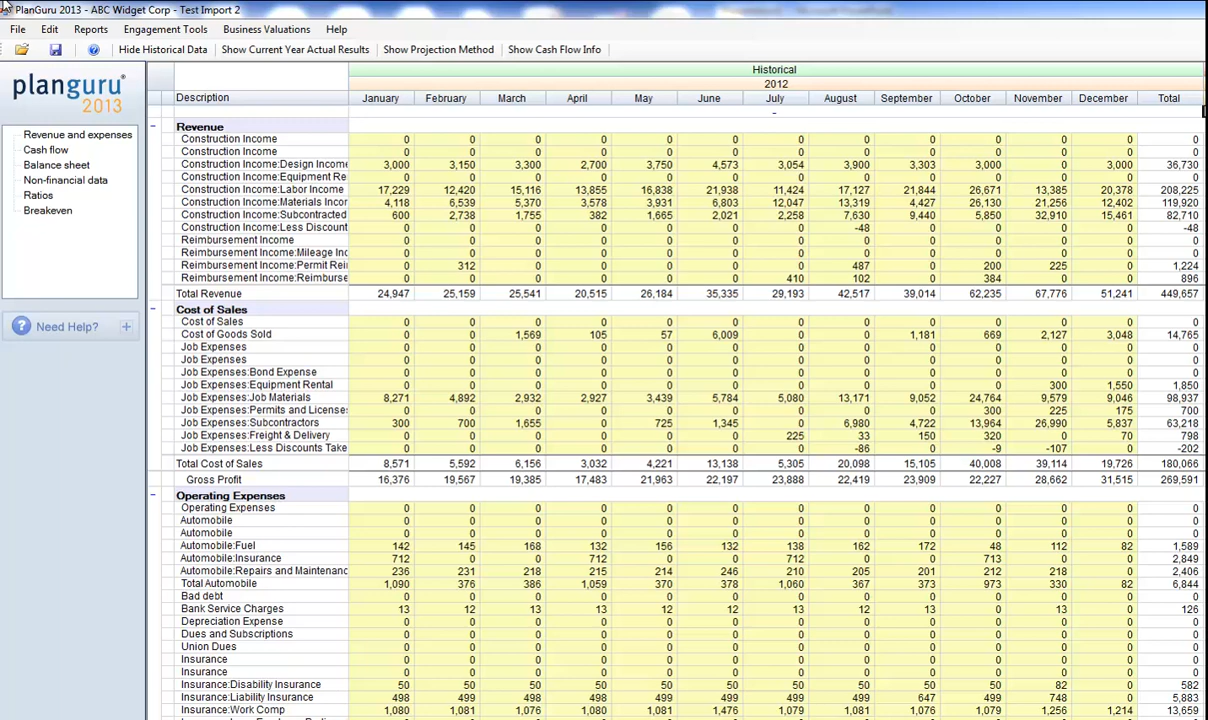 PlanGuru 2013 - ABC Widget Corp - Test Import 2
File Edit Reports Engagement Tools Business Valuations Help
Hide Historical Data Show Current Year Actual Results Show Projection Method Show Cash Flow Info
planguru 2013
Revenue and expenses
Cash flow
Balance sheet
Non-financial data
Ratios
Breakeven
Need Help?
Historical
2012
Description January February March April May June July August September October November December Total
-
Revenue
Construction Income 0 0 0 0 0 0 0 0 0 0 0 0 0
Construction Income 0 0 0 0 0 0 0 0 0 0 0 0 0
Construction Income:Design Income 3,000 3,150 3,300 2,700 3,750 4,573 3,054 3,900 3,303 3,000 0 3,000 36,730
Construction Income:Equipment Re 0 0 0 0 0 0 0 0 0 0 0 0 0
Construction Income:Labor Income 17,229 12,420 15,116 13,855 16,838 21,938 11,424 17,127 21,844 26,671 13,385 20,378 208,225
Construction Income:Materials Incor 4,118 6,539 5,370 3,578 3,931 6,803 12,047 13,319 4,427 26,130 21,256 12,402 119,920
Construction Income:Subcontracted 600 2,738 1,755 382 1,665 2,021 2,258 7,630 9,440 5,850 32,910 15,461 82,710
Construction Income:Less Discount 0 0 0 0 0 0 0 -48 0 0 0 0 -48
Reimbursement Income 0 0 0 0 0 0 0 0 0 0 0 0 0
Reimbursement Income:Mileage Inc 0 0 0 0 0 0 0 0 0 0 0 0 0
Reimbursement Income:Permit Rei 0 312 0 0 0 0 0 487 0 200 225 0 1,224
Reimbursement Income:Reimburse 0 0 0 0 0 0 410 102 0 384 0 0 896
Total Revenue 24,947 25,159 25,541 20,515 26,184 35,335 29,193 42,517 39,014 62,235 67,776 51,241 449,657
Cost of Sales
Cost of Sales 0 0 0 0 0 0 0 0 0 0 0 0 0
Cost of Goods Sold 0 0 1,569 105 57 6,009 0 0 1,181 669 2,127 3,048 14,765
Job Expenses 0 0 0 0 0 0 0 0 0 0 0 0 0
Job Expenses 0 0 0 0 0 0 0 0 0 0 0 0 0
Job Expenses:Bond Expense 0 0 0 0 0 0 0 0 0 0 0 0 0
Job Expenses:Equipment Rental 0 0 0 0 0 0 0 0 0 0 300 1,550 1,850
Job Expenses:Job Materials 8,271 4,892 2,932 2,927 3,439 5,784 5,080 13,171 9,052 24,764 9,579 9,046 98,937
Job Expenses:Permits and License: 0 0 0 0 0 0 0 0 0 300 225 175 700
Job Expenses:Subcontractors 300 700 1,655 0 725 1,345 0 6,980 4,722 13,964 26,990 5,837 63,218
Job Expenses:Freight & Delivery 0 0 0 0 0 0 225 33 150 320 0 70 798
Job Expenses:Less Discounts Take 0 0 0 0 0 0 0 -86 0 -9 -107 0 -202
Total Cost of Sales 8,571 5,592 6,156 3,032 4,221 13,138 5,305 20,098 15,105 40,008 39,114 19,726 180,066
Gross Profit 16,376 19,567 19,385 17,483 21,963 22,197 23,888 22,419 23,909 22,227 28,662 31,515 269,591
Operating Expenses
Operating Expenses 0 0 0 0 0 0 0 0 0 0 0 0 0
Automobile 0 0 0 0 0 0 0 0 0 0 0 0 0
Automobile 0 0 0 0 0 0 0 0 0 0 0 0 0
Automobile:Fuel 142 145 168 132 156 132 138 162 172 48 112 82 1,589
Automobile:Insurance 712 0 0 712 0 0 712 0 0 713 0 0 2,849
Automobile:Repairs and Maintenanc 236 231 218 215 214 246 210 205 201 212 218 0 2,406
Total Automobile 1,090 376 386 1,059 370 378 1,060 367 373 973 330 82 6,844
Bad debt 0 0 0 0 0 0 0 0 0 0 0 0 0
Bank Service Charges 13 12 13 13 12 12 13 12 13 0 13 0 126
Depreciation Expense 0 0 0 0 0 0 0 0 0 0 0 0 0
Dues and Subscriptions 0 0 0 0 0 0 0 0 0 0 0 0 0
Union Dues 0 0 0 0 0 0 0 0 0 0 0 0 0
Insurance 0 0 0 0 0 0 0 0 0 0 0 0 0
Insurance 0 0 0 0 0 0 0 0 0 0 0 0 0
Insurance:Disability Insurance 50 50 50 50 50 50 50 50 50 50 82 0 582
Insurance:Liability Insurance 498 499 499 499 499 499 499 499 647 499 748 0 5,883
Insurance:Work Comp 1,080 1,081 1,076 1,080 1,081 1,476 1,079 1,081 1,076 1,079 1,256 1,214 13,659